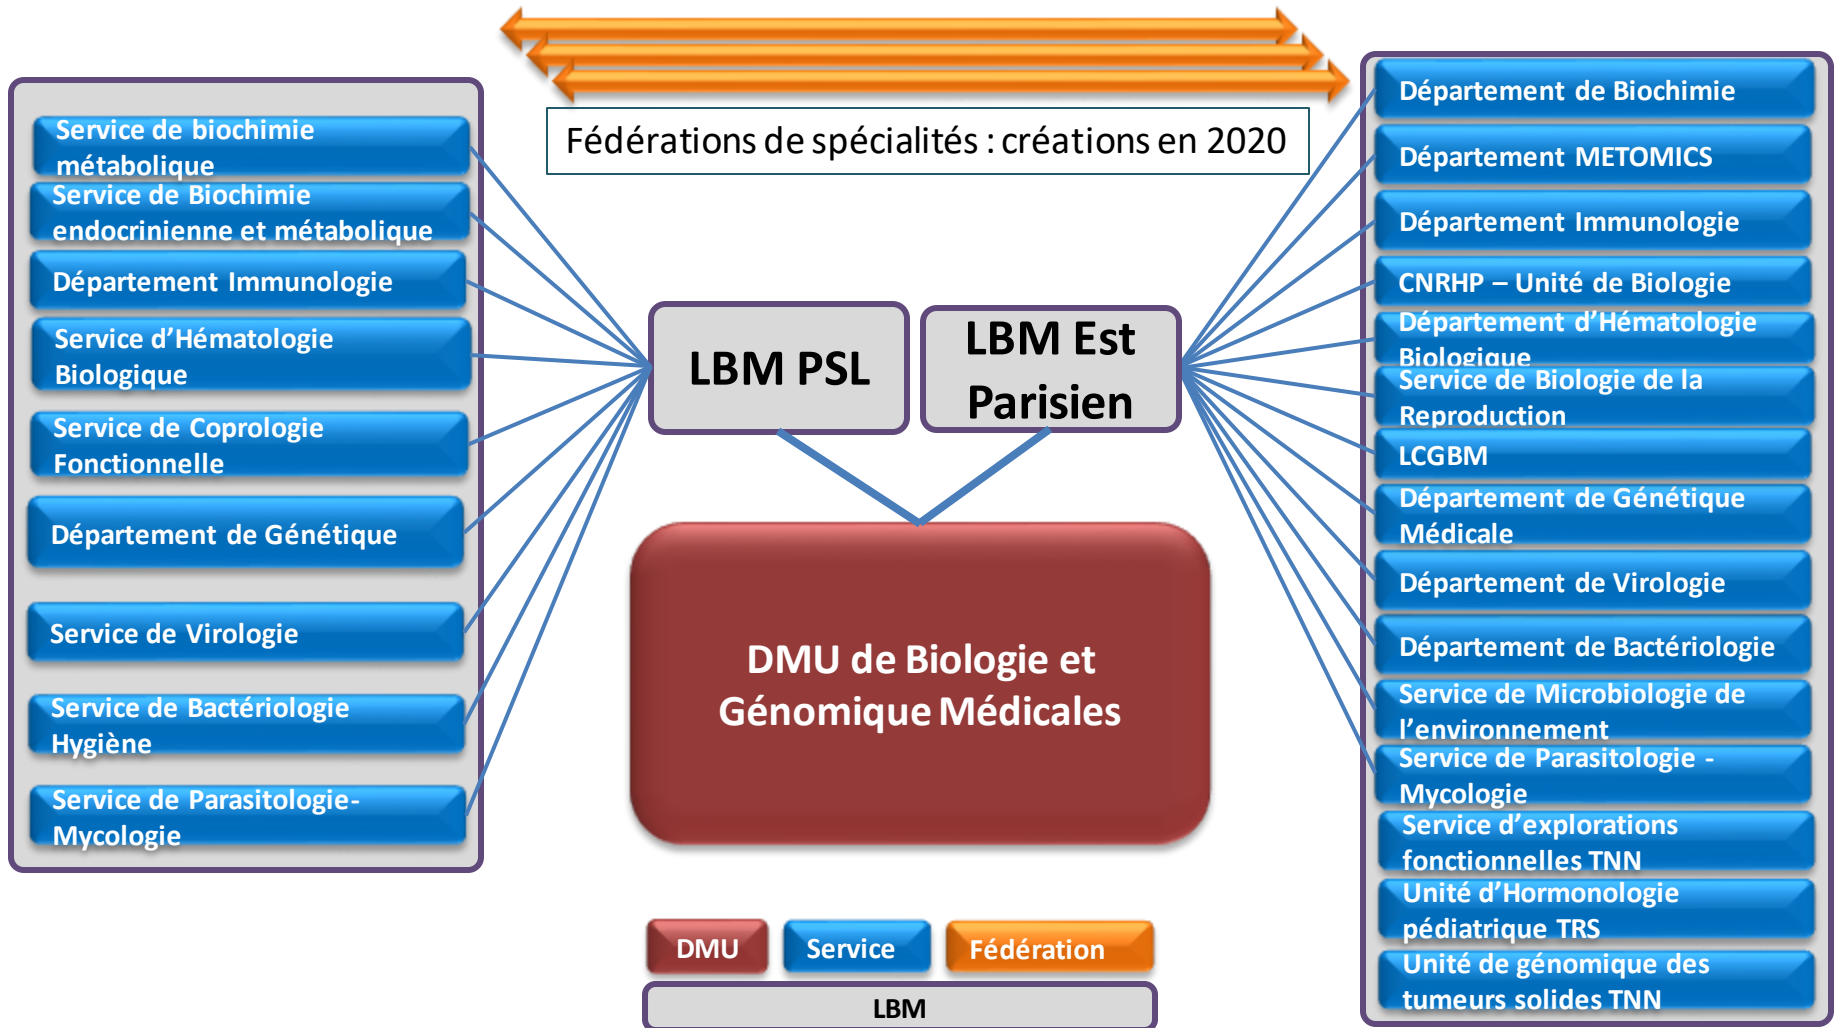 Fédérations de spécialités : créations en 2020
Service de biochimie
métabolique
Service de Biochimie
endocrinienne et métabolique
Département Immunologie
Service d’Hématologie
Biologique
Service de Coprologie
Fonctionnelle
Département de Génétique
Service de Virologie
Service de Bactériologie
Hygiène
Service de Parasitologie-
Mycologie
LBM PSL
LBM Est
Parisien
DMU de Biologie et
Génomique Médicales
Département de Biochimie
Département METOMICS
Département Immunologie
CNRHP – Unité de Biologie
Département d’Hématologie
Biologique
Service de Biologie de la
Reproduction
LCGBM
Département de Génétique
Médicale
Département de Virologie
Département de Bactériologie
Service de Microbiologie de
l’environnement
Service de Parasitologie -
Mycologie
Service d’explorations
fonctionnelles TNN
Unité d’Hormonologie
pédiatrique TRS
Unité de génomique des
tumeurs solides TNN
DMU
Service
Fédération
LBM